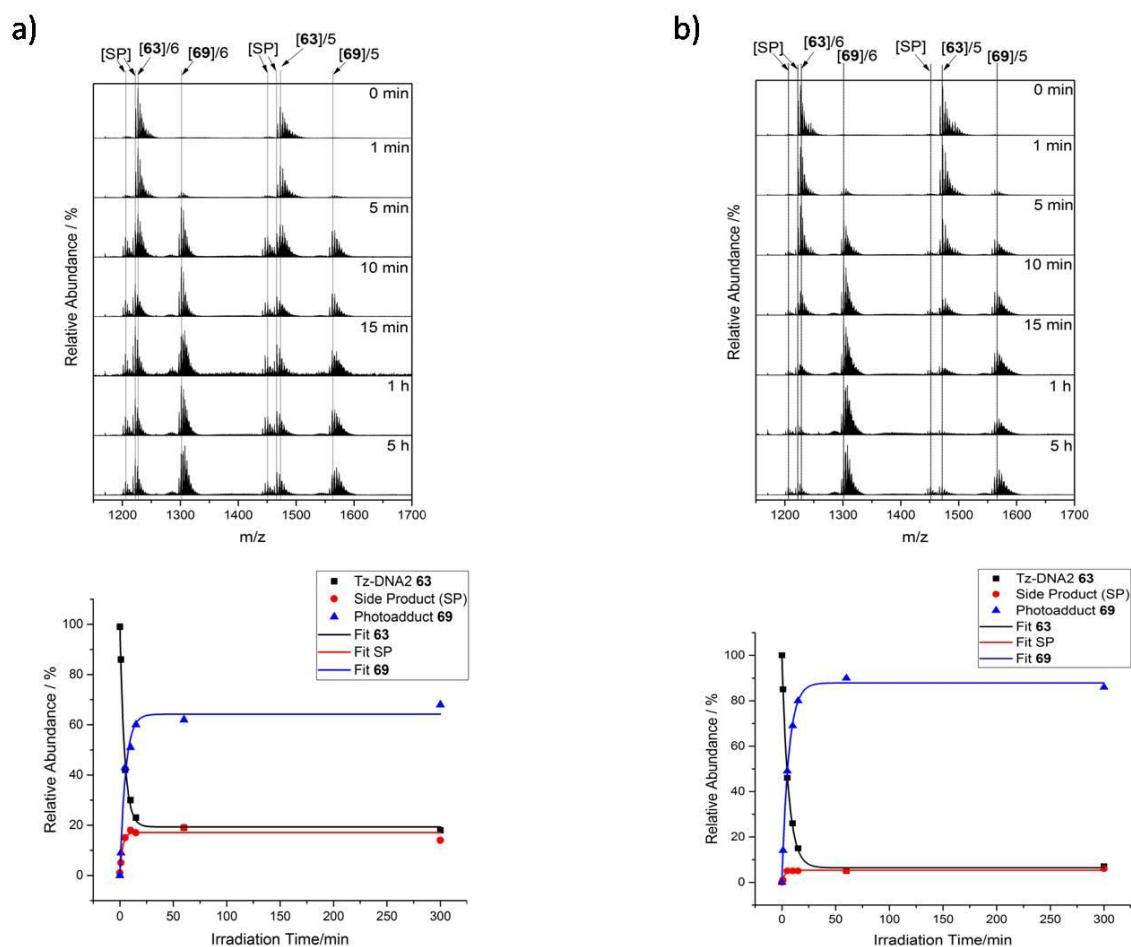 a)
[SP] [63]/6 [69]/6 [SP] [63]/5 [69]/5
0 min
1 min
5 min
10 min
15 min
1 h
5 h
Relative Abundance / %
1200 1300 1400 1500 1600 1700
m/z
b)
[SP] [63]/6 [69]/6 [SP] [63]/5 [69]/5
0 min
1 min
5 min
10 min
15 min
1 h
5 h
Relative Abundance /%
1200 1300 1400 1500 1600 1700
m/z
Tz-DNA2 63
Side Product (SP)
Photoadduct 69
Fit 63
Fit SP
Fit 69
100
80
60
40
20
0
Relative Abundance / %
0 50 100 150 200 250 300
Irradiation Time/min
Tz-DNA2 63
Side Product (SP)
Photoadduct 69
Fit 63
Fit SP
Fit 69
100
80
60
40
20
0
Relative Abundance / %
0 50 100 150 200 250 300
Irradiation Time/min